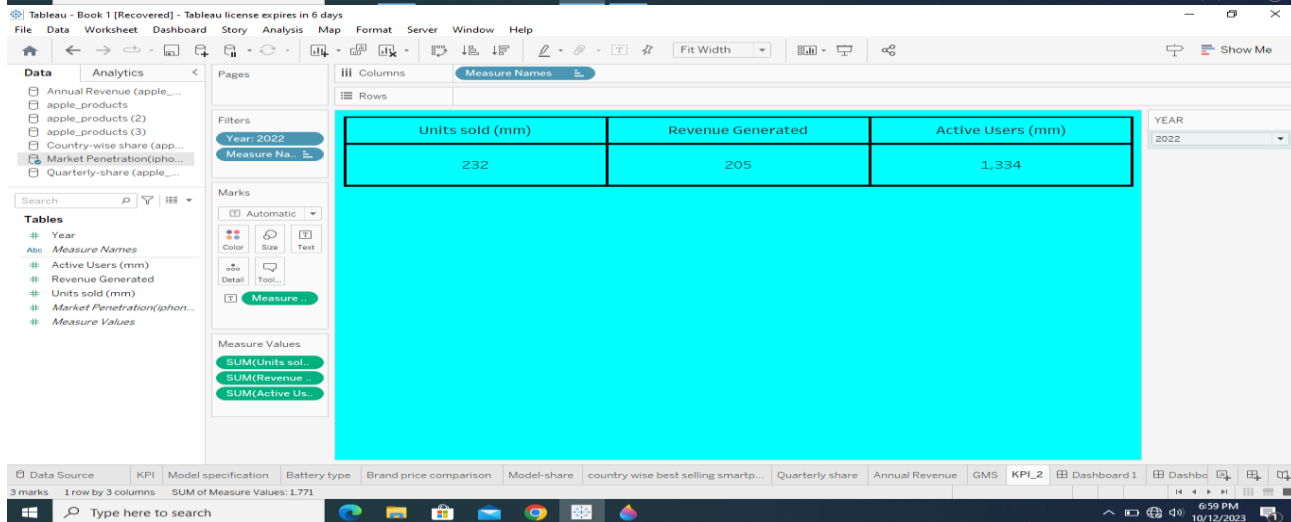 Tableau - Book 1 [Recovered] - Tableau license expires in 6 days
File Data Worksheet Dashboard Story Analysis Map Format Server Window Help
Fit Width
Show Me
Data Analytics
Annual Revenue (apple_...
apple_products
apple_products (2)
apple_products (3)
Country-wise share (app...
Market Penetration(ipho...
Quarterly-share (apple_...
Search
Tables
# Year
Abc Measure Names
# Active Users (mm)
# Revenue Generated
# Units sold (mm)
# Market Penetration(iphon...
# Measure Values
Pages
Filters
Year: 2022
Measure Na..
Marks
Automatic
Color Size Text
Detail Tool...
Measure ..
Measure Values
SUM(Units sol..
SUM(Revenue ..
SUM(Active Us..
Columns Measure Names
Rows
Units sold (mm) Revenue Generated Active Users (mm)
232 205 1,334
YEAR
2022
Data Source KPI Model specification Battery type Brand price comparison Model-share country wise best selling smartp... Quarterly share Annual Revenue GMS KPI_2 Dashboard 1 Dashbo
3 marks 1 row by 3 columns SUM of Measure Values: 1,771
Type here to search
6:59 PM
10/12/2023